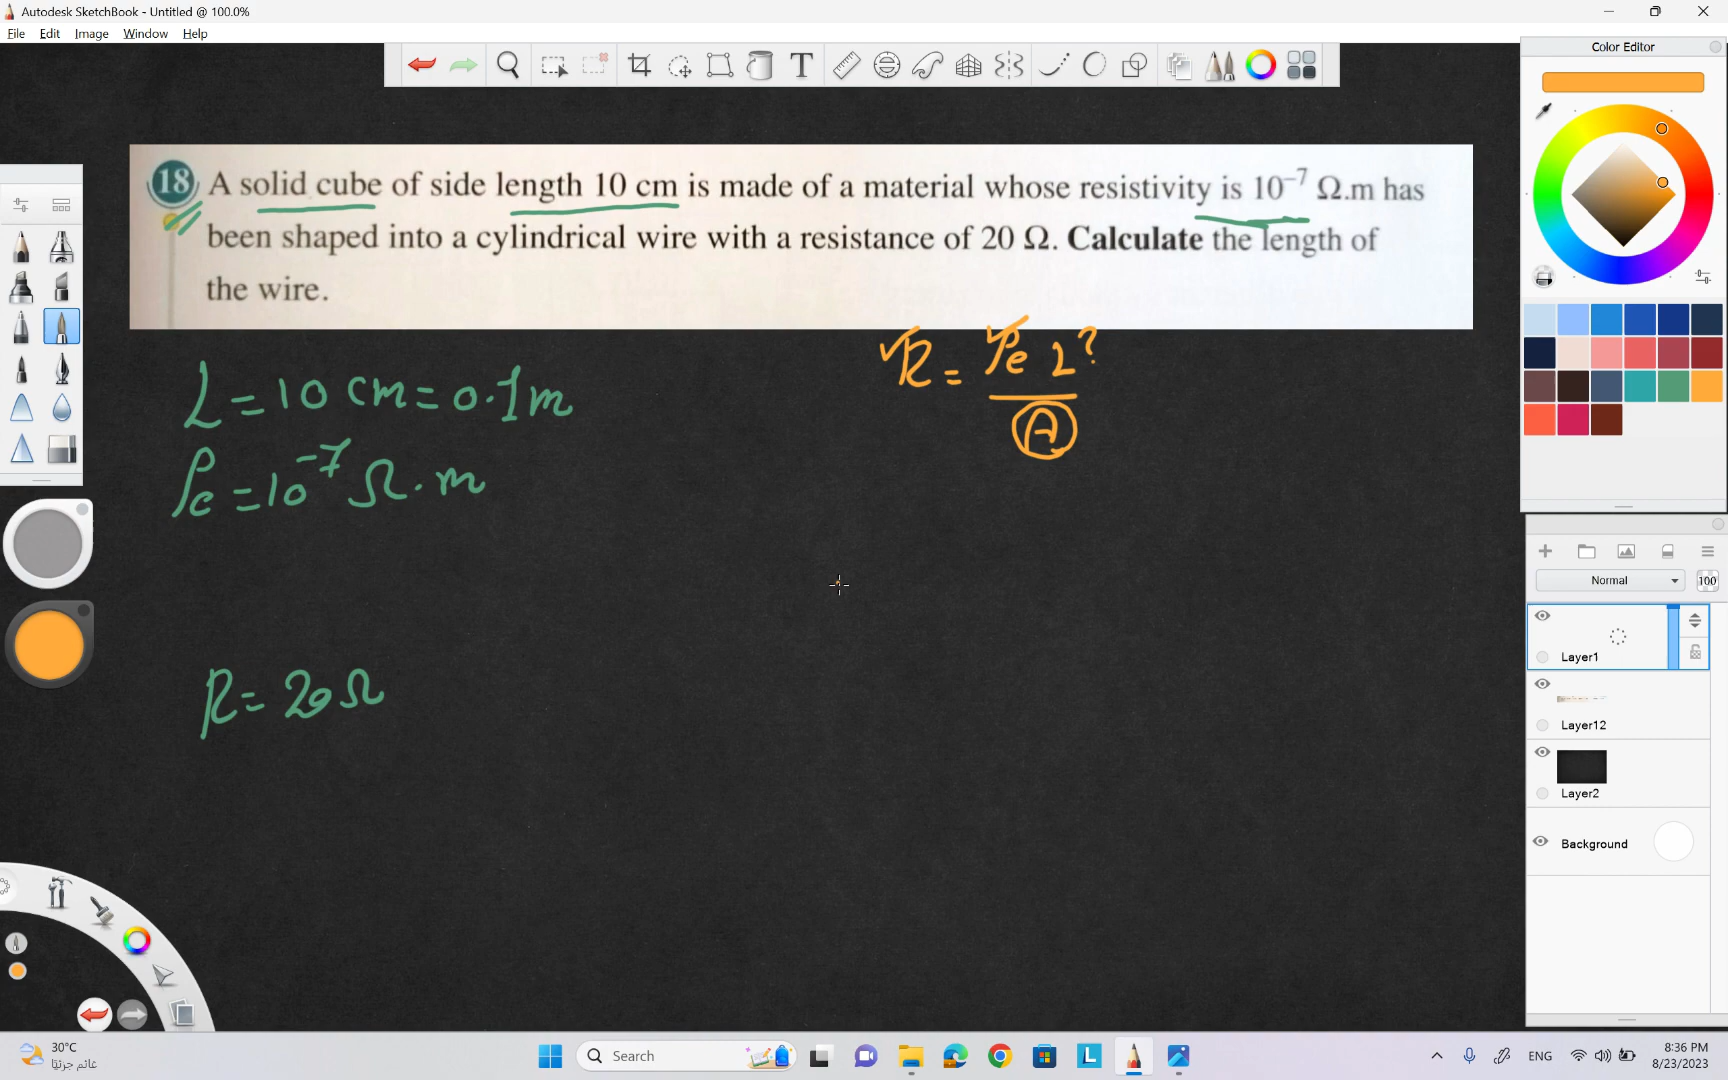 Autodesk SketchBook - Untitled @ 100.0%
File Edit Image Window Help
T
Color Editor
18 A solid cube of side length 10 cm is made of a material whose resistivity is 10⁻⁷ Ω.m has
been shaped into a cylindrical wire with a resistance of 20 Ω. Calculate the length of
the wire.
R = ρe L ?
A
L = 10 cm = 0.1 m
ρe = 10⁻⁷ Ω.m
R = 20 Ω
Normal 100
Layer1
Layer12
Layer2
Background
30°C
غائم جزئيًا
Search
L
ENG
8:36 PM
8/23/2023